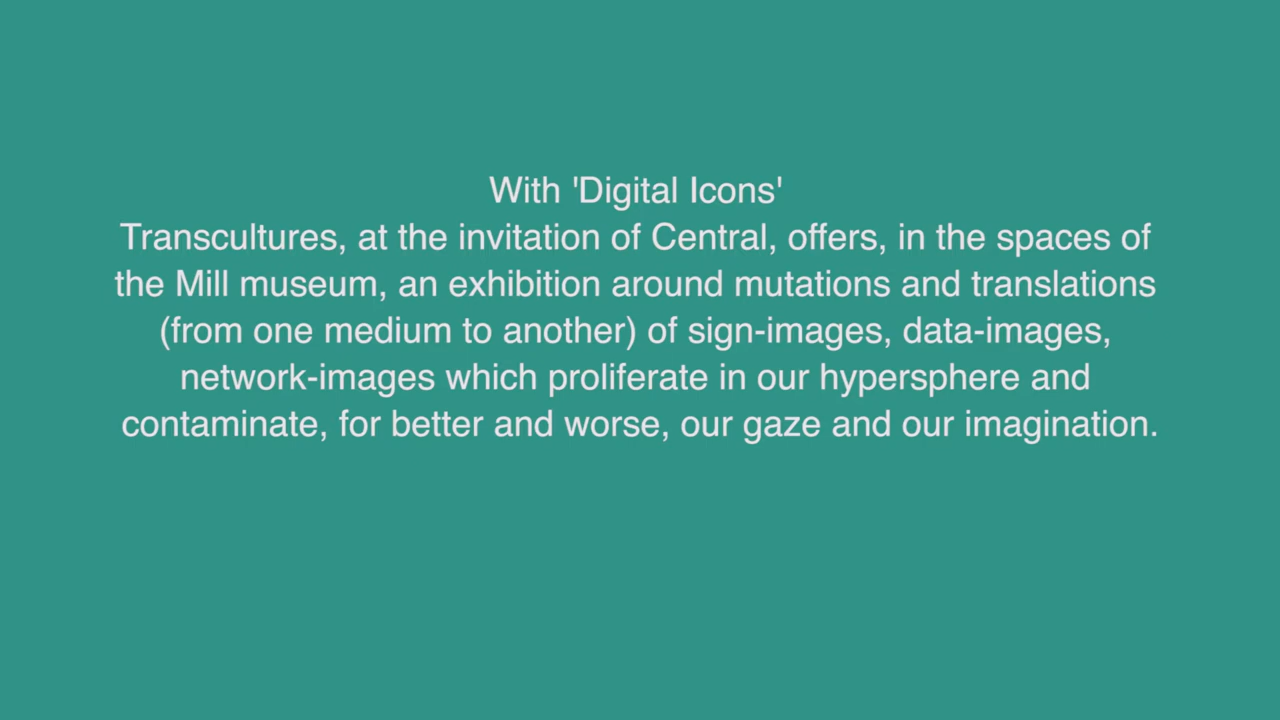 With 'Digital Icons'
Transcultures, at the invitation of Central, offers, in the spaces of
the Mill museum, an exhibition around mutations and translations
(from one medium to another) of sign-images, data-images,
network-images which proliferate in our hypersphere and
contaminate, for better and worse, our gaze and our imagination.